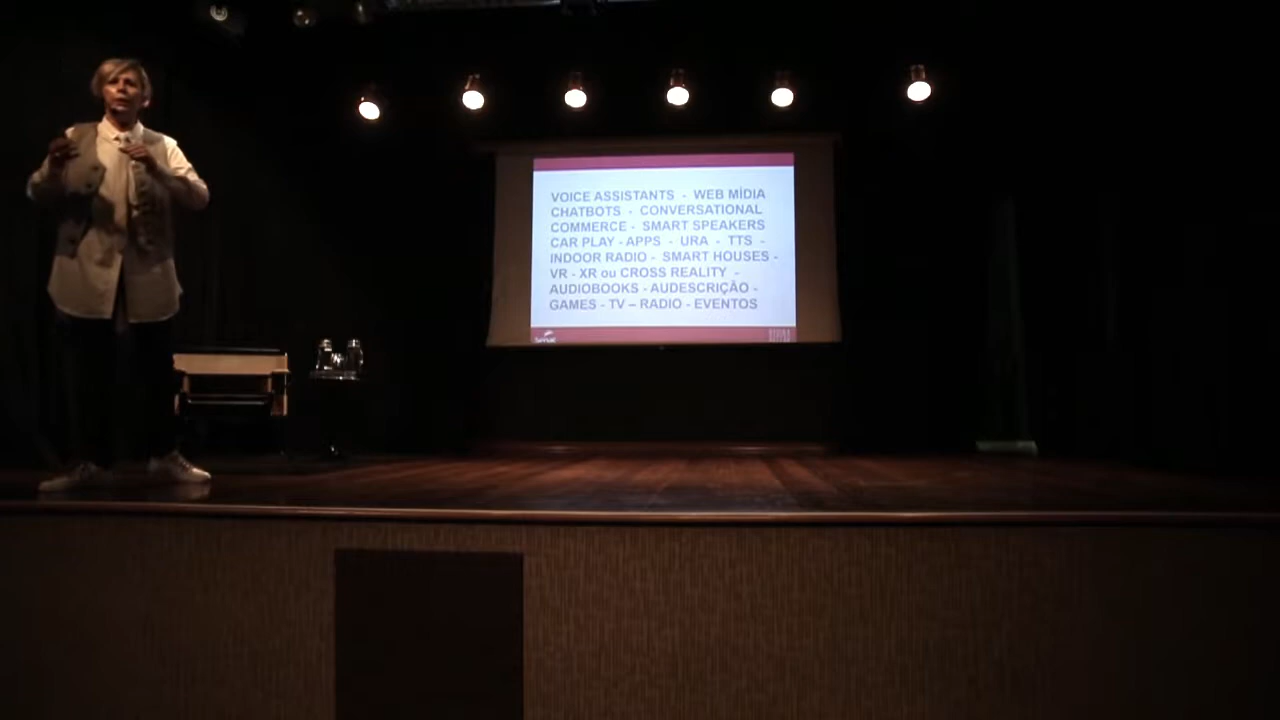 VOICE ASSISTANTS - WEB MÍDIA
CHATBOTS - CONVERSATIONAL
COMMERCE - SMART SPEAKERS
CAR PLAY - APPS - URA - TTS -
INDOOR RADIO - SMART HOUSES -
VR - XR ou CROSS REALITY -
AUDIOBOOKS - AUDESCRIÇÃO -
GAMES - TV – RADIO - EVENTOS
senac